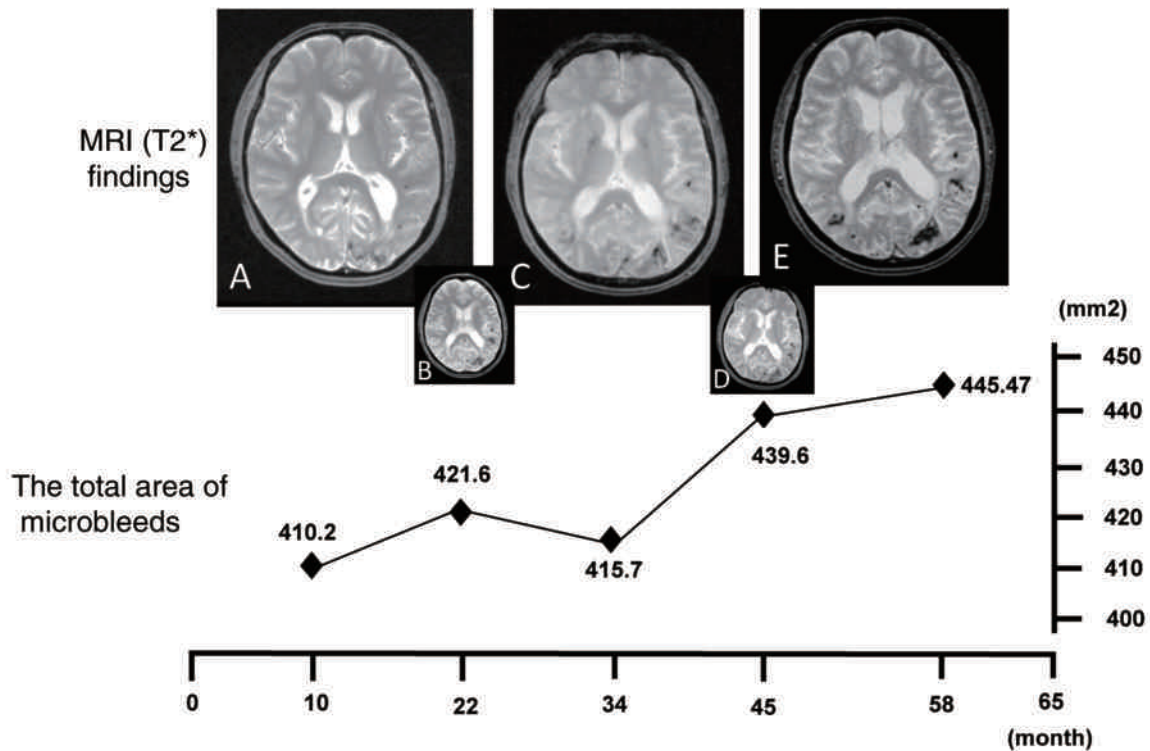 MRI (T2*)
findings
A
B
C
D
E
(mm2)
450
440
430
420
410
400
The total area of
microbleeds
410.2
421.6
415.7
439.6
445.47
0
10
22
34
45
58
65
(month)